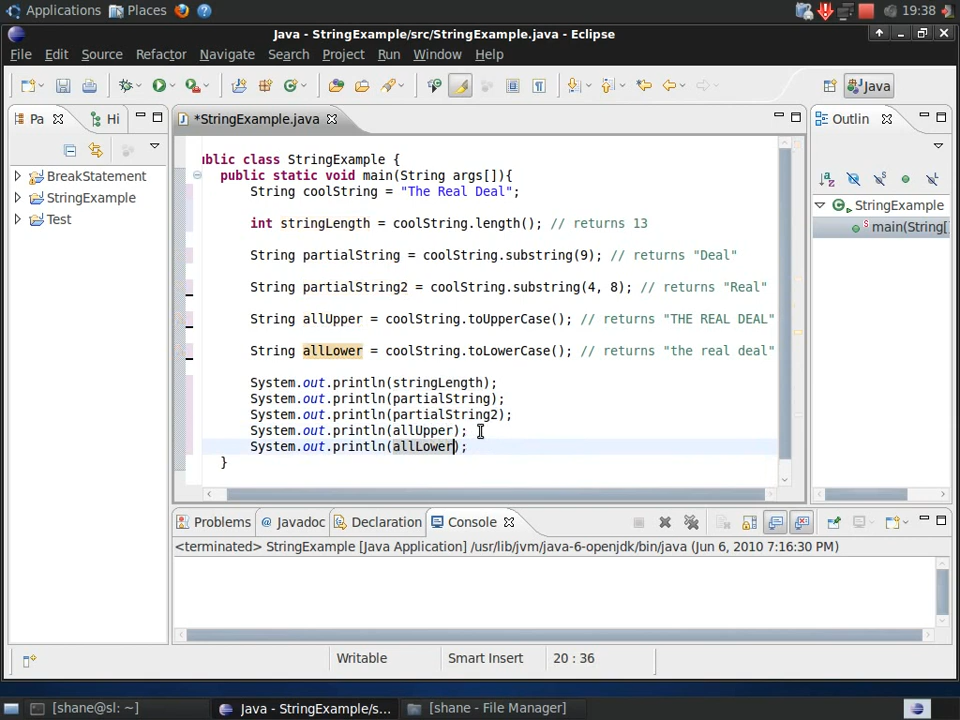 Applications Places 19:38
Java - StringExample/src/StringExample.java - Eclipse
File Edit Source Refactor Navigate Search Project Run Window Help
Java
Pa Hi *StringExample.java Outlin
BreakStatement
StringExample
Test
ublic class StringExample {
public static void main(String args[]){
String coolString = "The Real Deal";
int stringLength = coolString.length(); // returns 13
String partialString = coolString.substring(9); // returns "Deal"
String partialString2 = coolString.substring(4, 8); // returns "Real"
String allUpper = coolString.toUpperCase(); // returns "THE REAL DEAL"
String allLower = coolString.toLowerCase(); // returns "the real deal"
System.out.println(stringLength);
System.out.println(partialString);
System.out.println(partialString2);
System.out.println(allUpper);
System.out.println(allLower);
}
StringExample
main(String[
Problems @ Javadoc Declaration Console
<terminated> StringExample [Java Application] /usr/lib/jvm/java-6-openjdk/bin/java (Jun 6, 2010 7:16:30 PM)
Writable Smart Insert 20 : 36
[shane@sl: ~] Java - StringExample/s... [shane - File Manager]